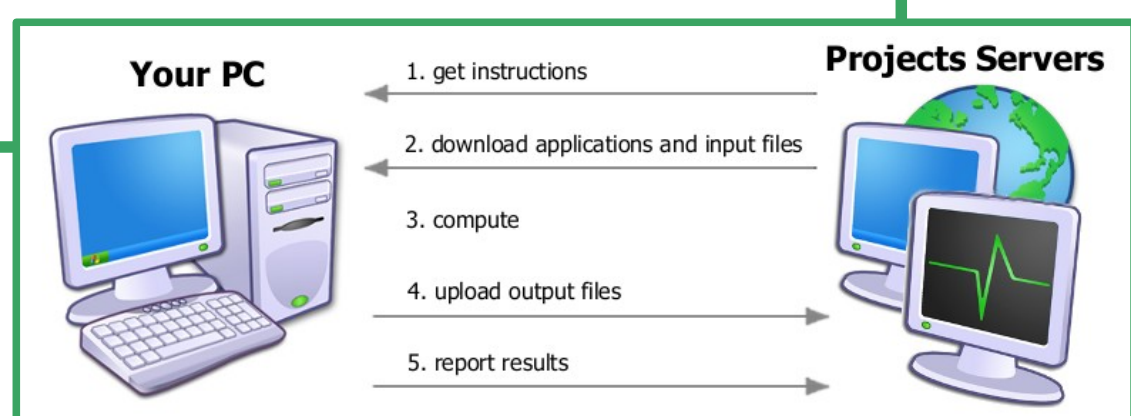 Your PC
Projects Servers
1. get instructions
2. download applications and input files
3. compute
4. upload output files
5. report results